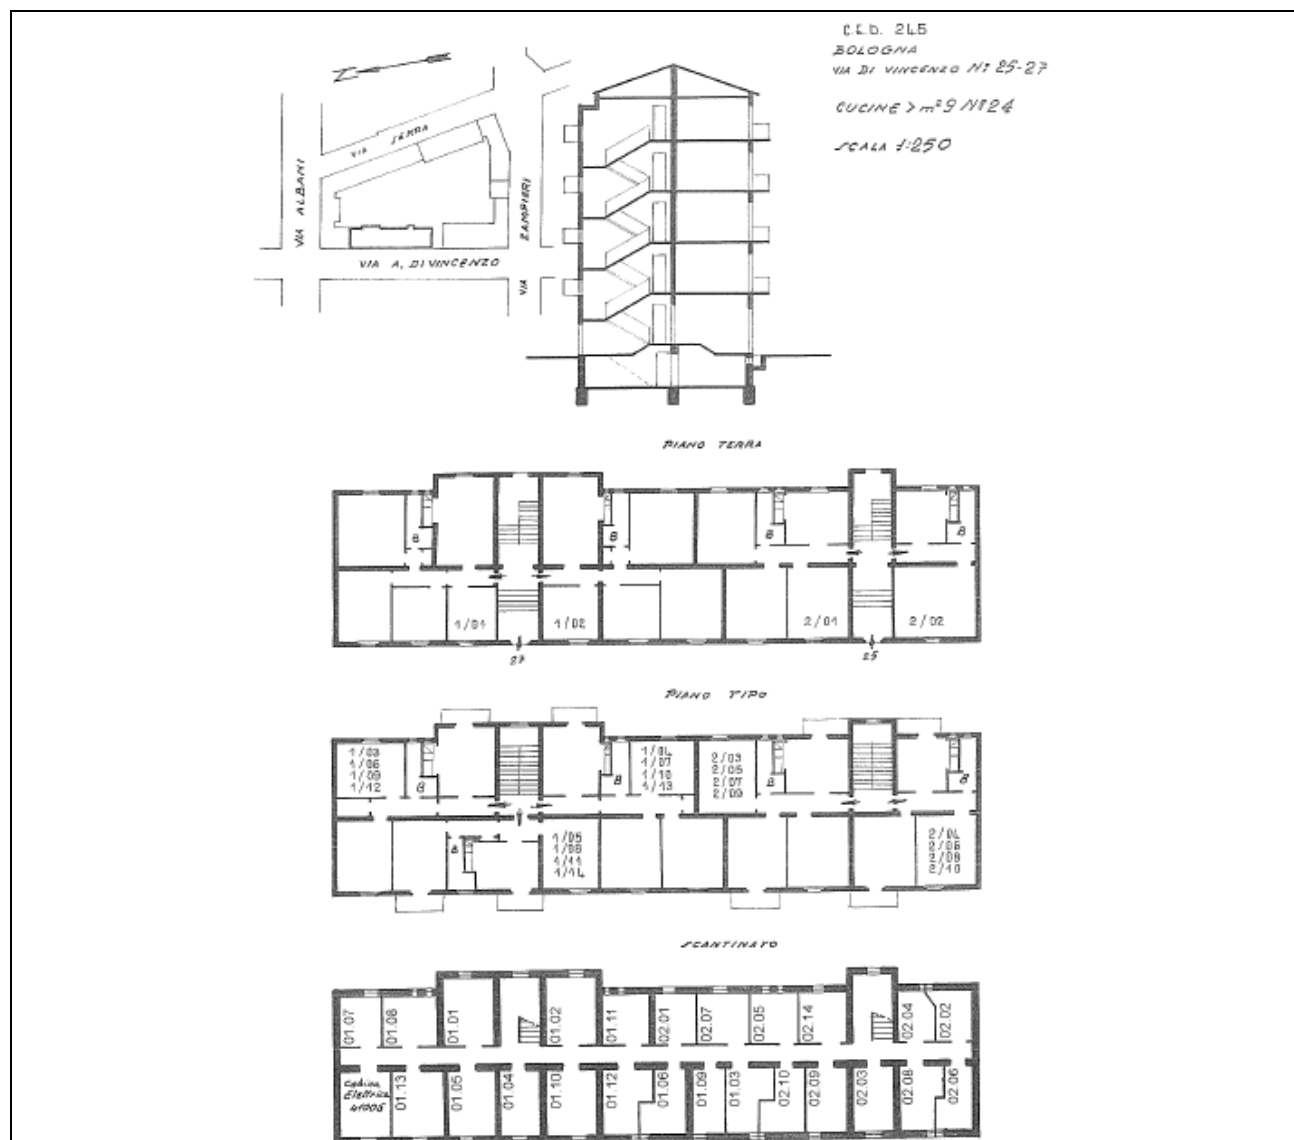 C.E.D. 245
BOLOGNA
VIA DI VINCENZO N: 25-27
CUCINE > m² 9 N: 24
SCALA 1:250
N
VIA SERRA
VIA ALBANI
VIA ZAMPIERI
VIA A. DI VINCENZO
PIANO TERRA
B
B
B
B
1/01
1/02
2/01
2/02
27
25
PIANO TIPO
1/03
1/06
1/09
1/12
B
B
1/04
1/07
1/10
1/13
2/03
2/05
2/07
2/09
B
B
B
1/05
1/08
1/11
1/14
2/04
2/06
2/08
2/10
SCANTINATO
01.07
01.08
01.01
01.02
01.11
02.01
02.07
02.05
02.14
02.04
02.02
Cabina
Elettrica
41006
01.13
01.05
01.04
01.10
01.12
01.06
01.09
01.03
02.10
02.09
02.03
02.08
02.06